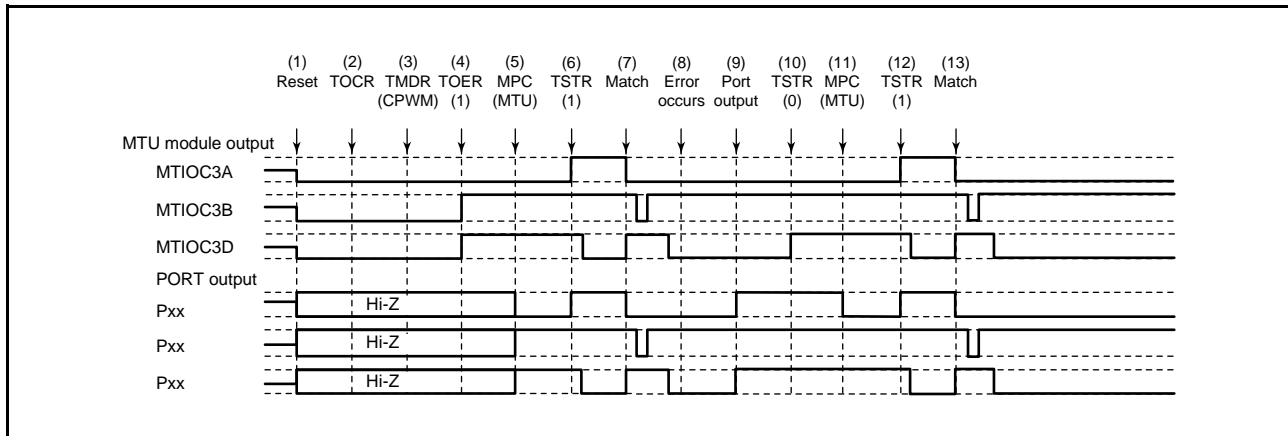 (1) (2) (3) (4) (5) (6) (7) (8) (9) (10) (11) (12) (13)
Reset TOCR TMDR TOER MPC TSTR Match Error Port TSTR MPC TSTR Match
(CPWM) (1) (MTU) (1) occurs output (0) (MTU) (1)
MTU module output
MTIOC3A
MTIOC3B
MTIOC3D
PORT output
Pxx Hi-Z
Pxx Hi-Z
Pxx Hi-Z